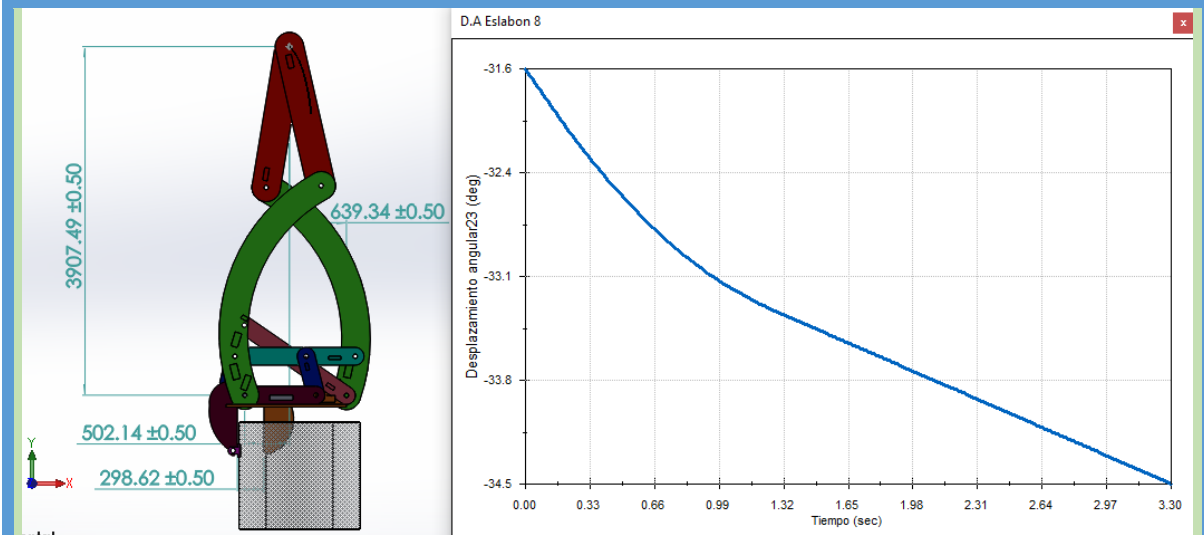 D.A Eslabon 8
x
3907.49 ±0.50
639.34 ±0.50
502.14 ±0.50
298.62 ±0.50
Y
X
Desplazamiento angular23 (deg)
-31.6
-32.4
-33.1
-33.8
-34.5
0.00 0.33 0.66 0.99 1.32 1.65 1.98 2.31 2.64 2.97 3.30
Tiempo (sec)